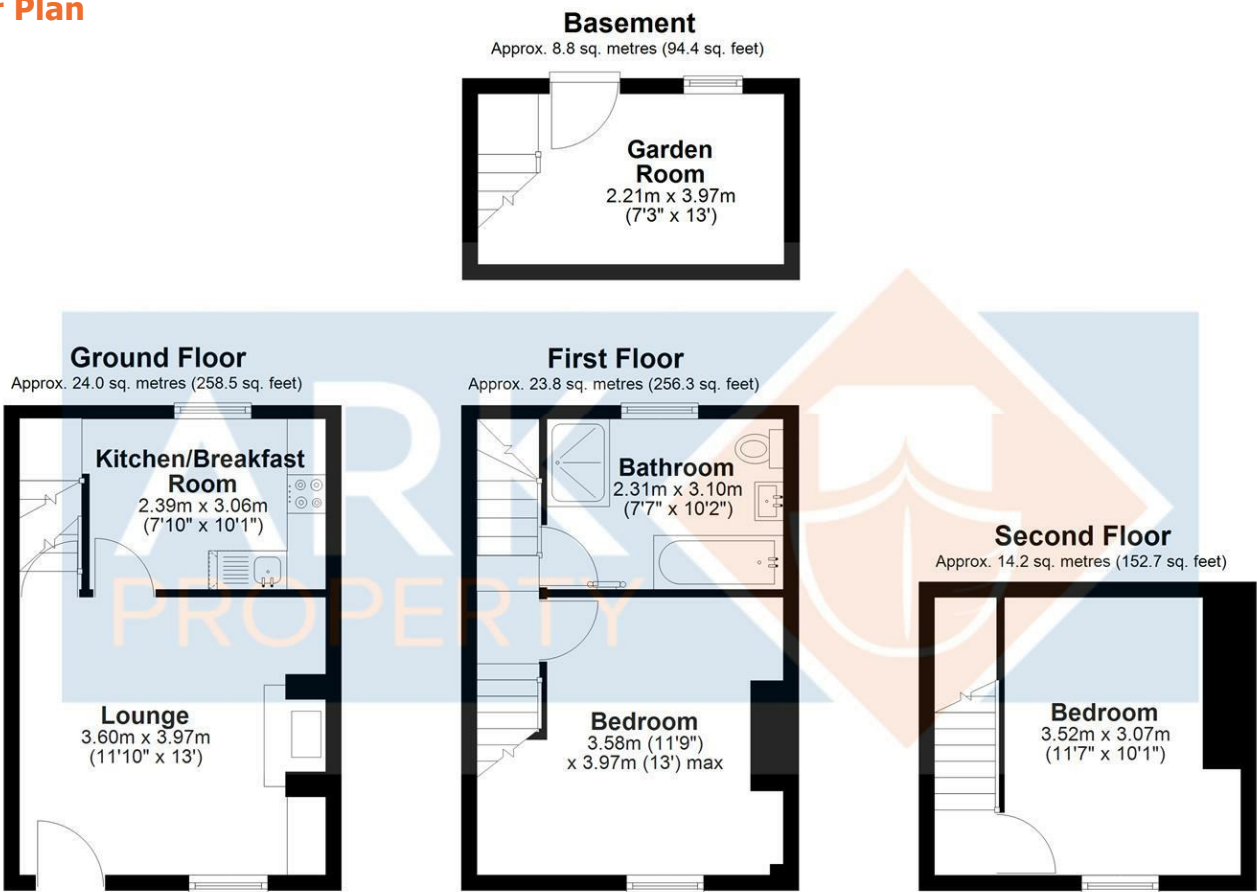 r Plan
Basement
Approx. 8.8 sq. metres (94.4 sq. feet)
Garden
Room
2.21m x 3.97m
(7'3" x 13')
Ground Floor
Approx. 24.0 sq. metres (258.5 sq. feet)
Kitchen/Breakfast
Room
2.39m x 3.06m
(7'10" x 10'1")
Lounge
3.60m x 3.97m
(11'10" x 13')
First Floor
Approx. 23.8 sq. metres (256.3 sq. feet)
Bathroom
2.31m x 3.10m
(7'7" x 10'2")
Bedroom
3.58m (11'9")
x 3.97m (13') max
Second Floor
Approx. 14.2 sq. metres (152.7 sq. feet)
Bedroom
3.52m x 3.07m
(11'7" x 10'1")
ARK
PROPERTY